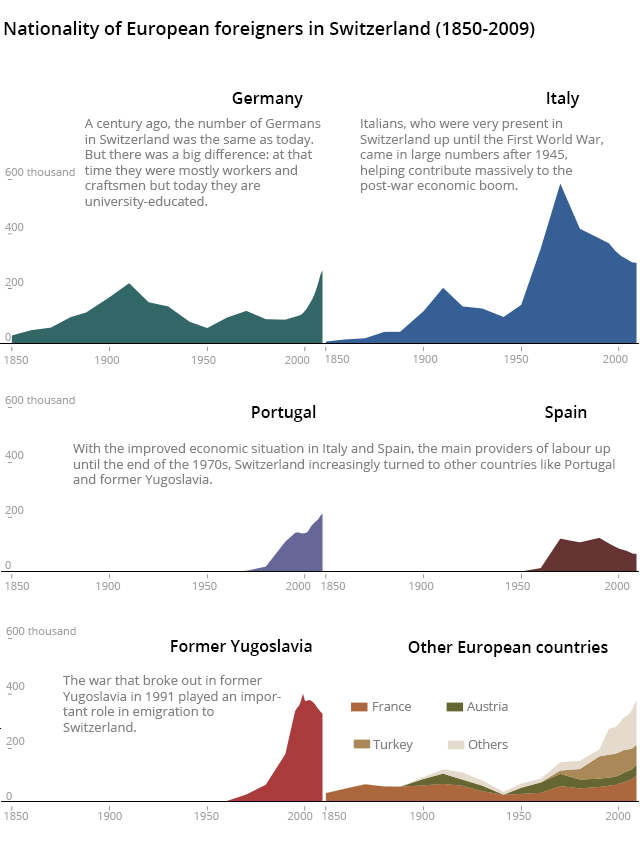 Nationality of European foreigners in Switzerland (1850-2009)
Germany
A century ago, the number of Germans
in Switzerland was the same as today.
But there was a big difference: at that
time they were mostly workers and
craftsmen but today they are
university-educated.
600 thousand
400
200
0
1850 1900 1950 2000
Italy
Italians, who were very present in
Switzerland up until the First World War,
came in large numbers after 1945,
helping contribute massively to the
post-war economic boom.
1850 1900 1950 2000
600 thousand
Portugal Spain
With the improved economic situation in Italy and Spain, the main providers of labour up
until the end of the 1970s, Switzerland increasingly turned to other countries like Portugal
and former Yugoslavia.
400
200
0
1850 1900 1950 2000 1850 1900 1950 2000
600 thousand
Former Yugoslavia
The war that broke out in former
Yugoslavia in 1991 played an impor-
tant role in emigration to
Switzerland.
400
200
0
1850 1900 1950 2000
Other European countries
France Austria
Turkey Others
1850 1900 1950 2000